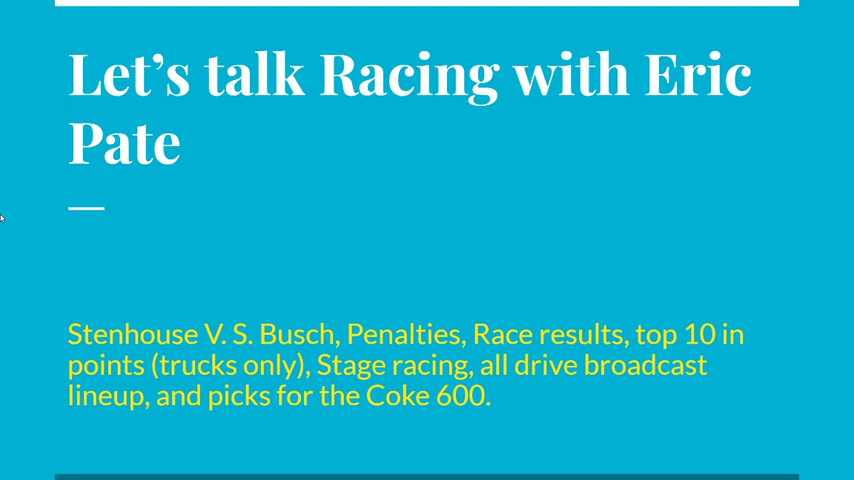 Let’s talk Racing with Eric
Pate
Stenhouse V. S. Busch, Penalties, Race results, top 10 in
points (trucks only), Stage racing, all drive broadcast
lineup, and picks for the Coke 600.